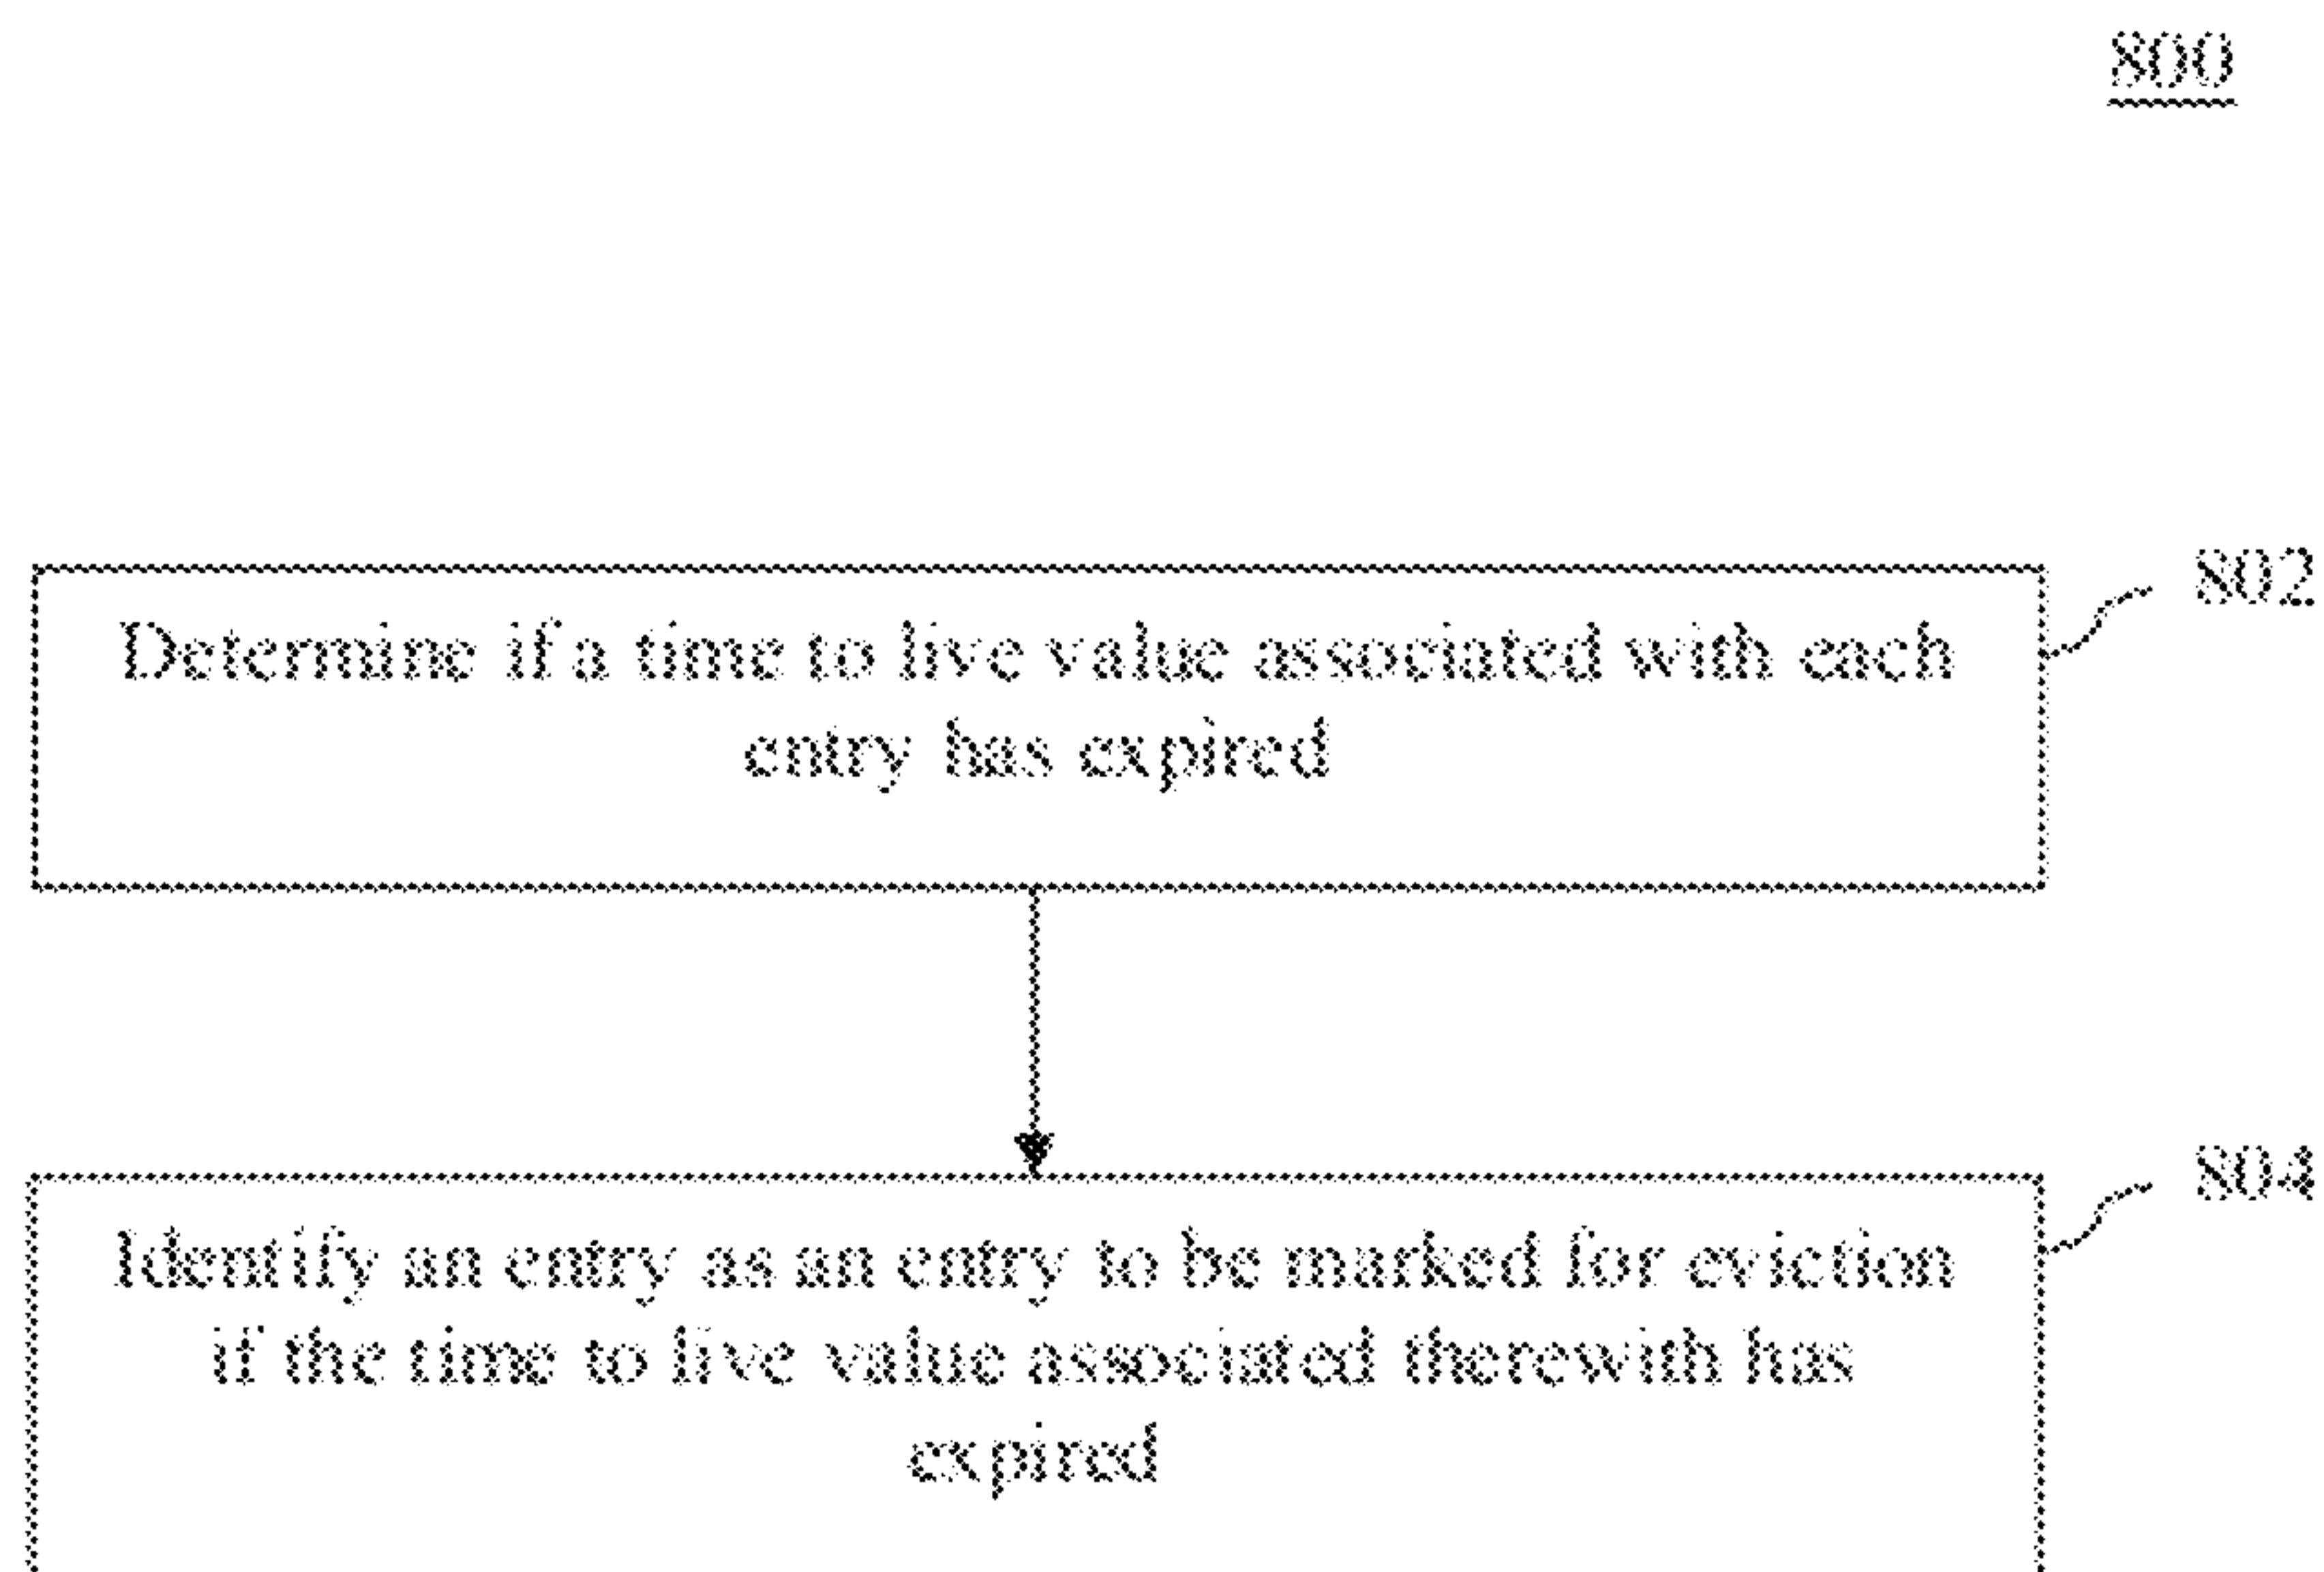 800
802
Determine if a time to live value associated with each
entry has expired
804
Identify an entry as an entry to be marked for eviction
if the time to live value associated therewith has
expired